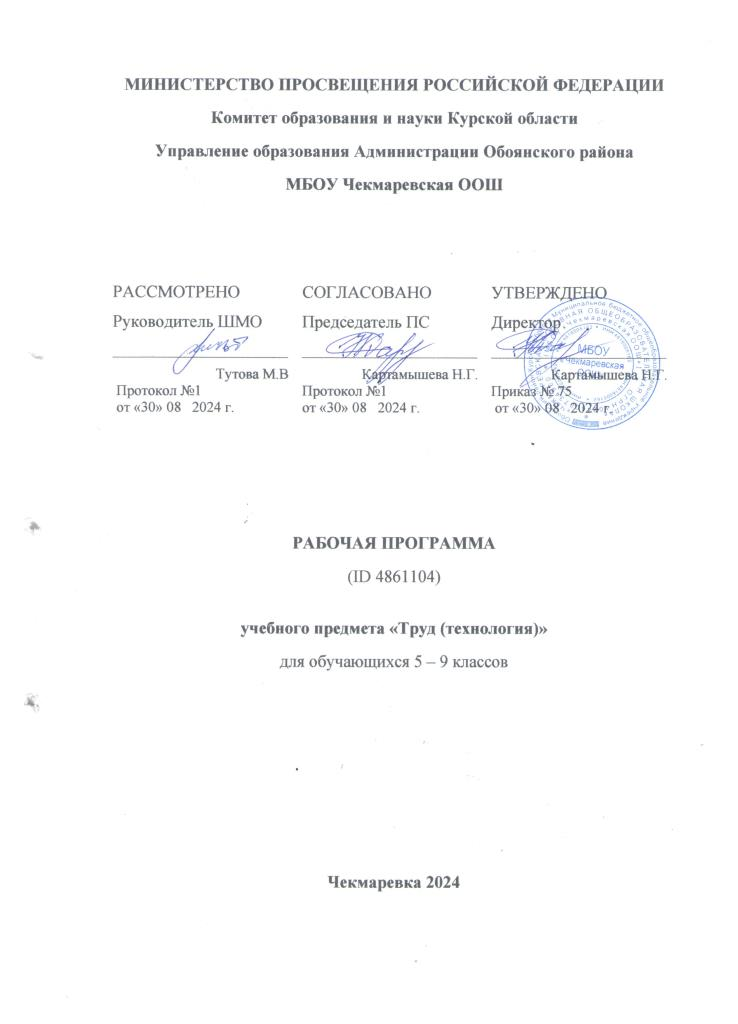 МИНИСТЕРСТВО ПРОСВЕЩЕНИЯ РОССИЙСКОЙ ФЕДЕРАЦИИ
Комитет образования и науки Курской области
Управление образования Администрации Обоянского района
МБОУ Чекмаревская ООШ
РАССМОТРЕНО
Руководитель ШМО
Тутова М.В
Протокол №1
от «30» 08 2024 г.
СОГЛАСОВАНО
Председатель ПС
Картамышева Н.Г.
Протокол №1
от «30» 08 2024 г.
УТВЕРЖДЕНО
Директор
Картамышева Н.Г.
Приказ № 75
от «30» 08 2024 г.
МБОУ
Чекмаревская
ООШ
РАБОЧАЯ ПРОГРАММА
(ID 4861104)
учебного предмета «Труд (технология)»
для обучающихся 5 – 9 классов
Чекмаревка 2024